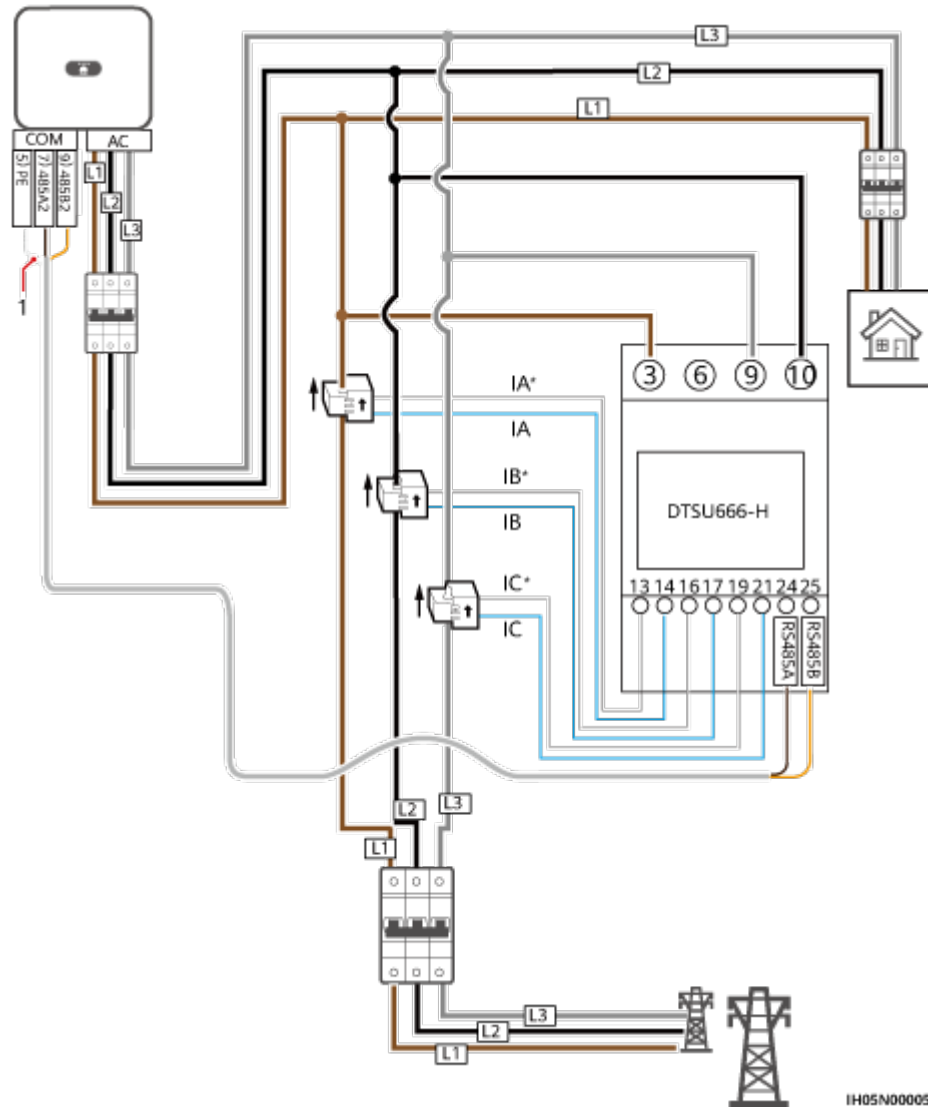 L3
L2
L1
COM
AC
5) PE
7) 485A2
9) 485B2
L1
L2
L3
1
3
6
9
10
IA*
IA
IB*
IB
IC*
IC
DTSU666-H
13 14 16 17 19 21 24 25
RS485A
RS485B
L3
L2
L1
L3
L2
L1
IH05N00005